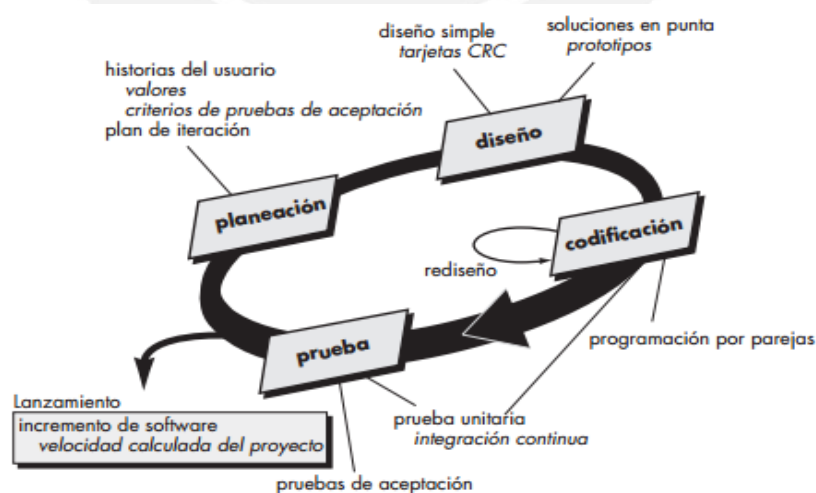 diseño simple
tarjetas CRC
soluciones en punta
prototipos
historias del usuario
valores
criterios de pruebas de aceptación
plan de iteración
diseño
planeación
codificación
rediseño
prueba
programación por parejas
Lanzamiento
incremento de software
velocidad calculada del proyecto
prueba unitaria
integración continua
pruebas de aceptación